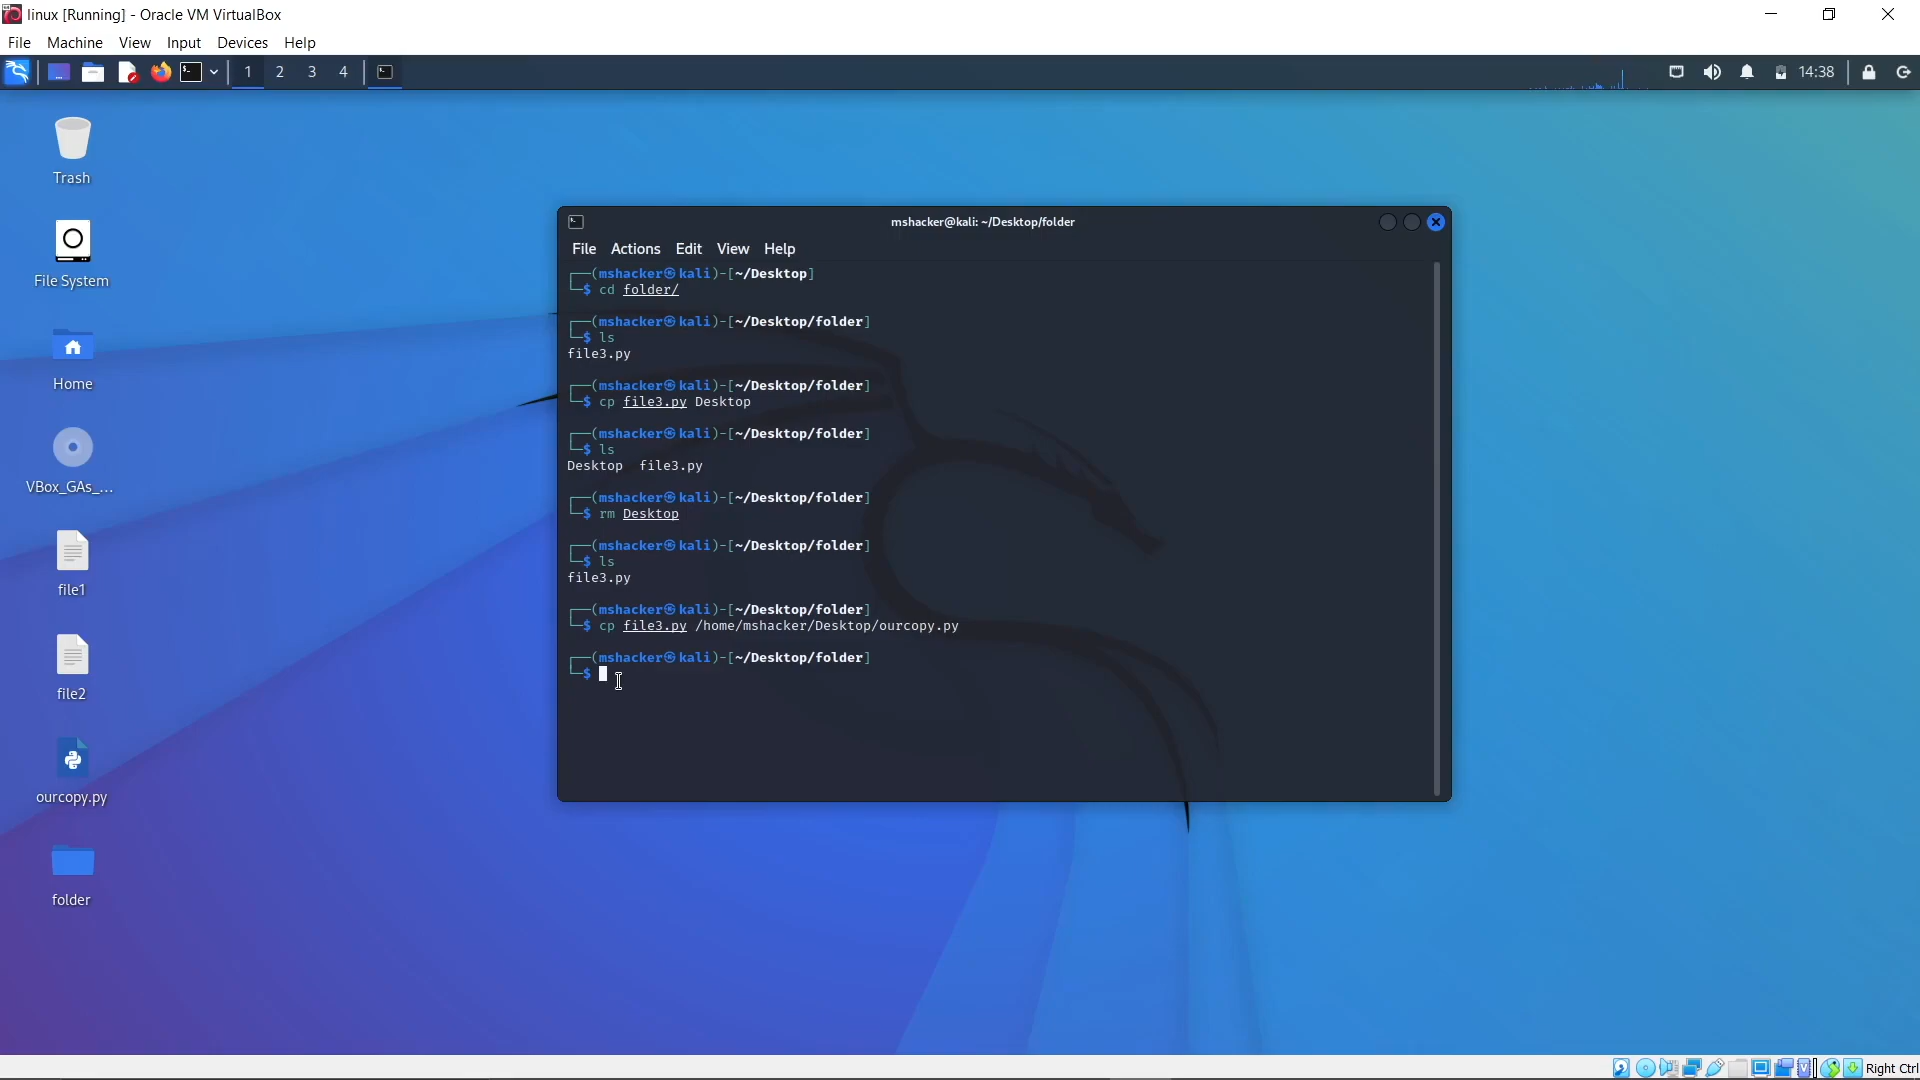 linux [Running] - Oracle VM VirtualBox
File Machine View Input Devices Help
1 2 3 4 14:38
Trash
File System
Home
VBox_GAs_...
file1
file2
ourcopy.py
folder
mshacker@kali: ~/Desktop/folder
File Actions Edit View Help
┌──(mshacker㉿kali)-[~/Desktop]
└─$ cd folder/
┌──(mshacker㉿kali)-[~/Desktop/folder]
└─$ ls
file3.py
┌──(mshacker㉿kali)-[~/Desktop/folder]
└─$ cp file3.py Desktop
┌──(mshacker㉿kali)-[~/Desktop/folder]
└─$ ls
Desktop file3.py
┌──(mshacker㉿kali)-[~/Desktop/folder]
└─$ rm Desktop
┌──(mshacker㉿kali)-[~/Desktop/folder]
└─$ ls
file3.py
┌──(mshacker㉿kali)-[~/Desktop/folder]
└─$ cp file3.py /home/mshacker/Desktop/ourcopy.py
┌──(mshacker㉿kali)-[~/Desktop/folder]
└─$
Right Ctrl